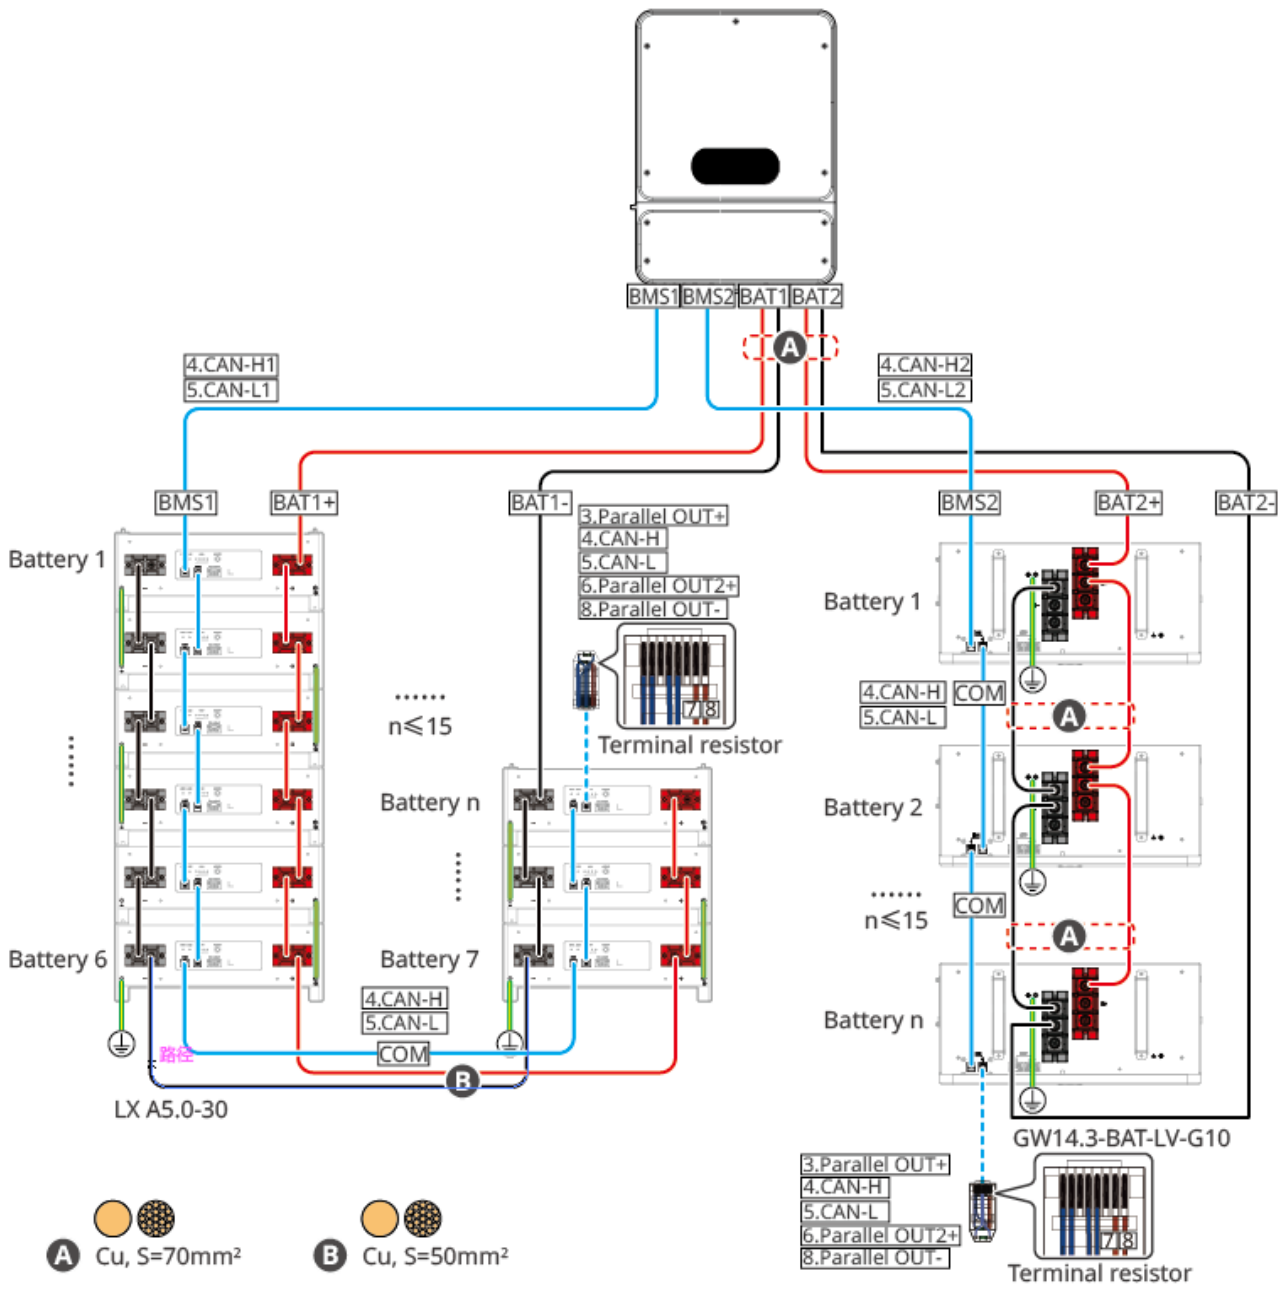 BMS1 BMS2 BAT1 BAT2
A
4.CAN-H1
5.CAN-L1
4.CAN-H2
5.CAN-L2
BMS1
BAT1+
BAT1-
BMS2
BAT2+
BAT2-
3.Parallel OUT+
4.CAN-H
5.CAN-L
6.Parallel OUT2+
8.Parallel OUT-
7 8
Terminal resistor
Battery 1
......
n≤15
Battery n
Battery 6
Battery 7
4.CAN-H
5.CAN-L
COM
路径
B
LX A5.0-30
Battery 1
4.CAN-H
5.CAN-L
COM
A
Battery 2
......
n≤15
COM
A
Battery n
GW14.3-BAT-LV-G10
3.Parallel OUT+
4.CAN-H
5.CAN-L
6.Parallel OUT2+
8.Parallel OUT-
7 8
Terminal resistor
A Cu, S=70mm²
B Cu, S=50mm²